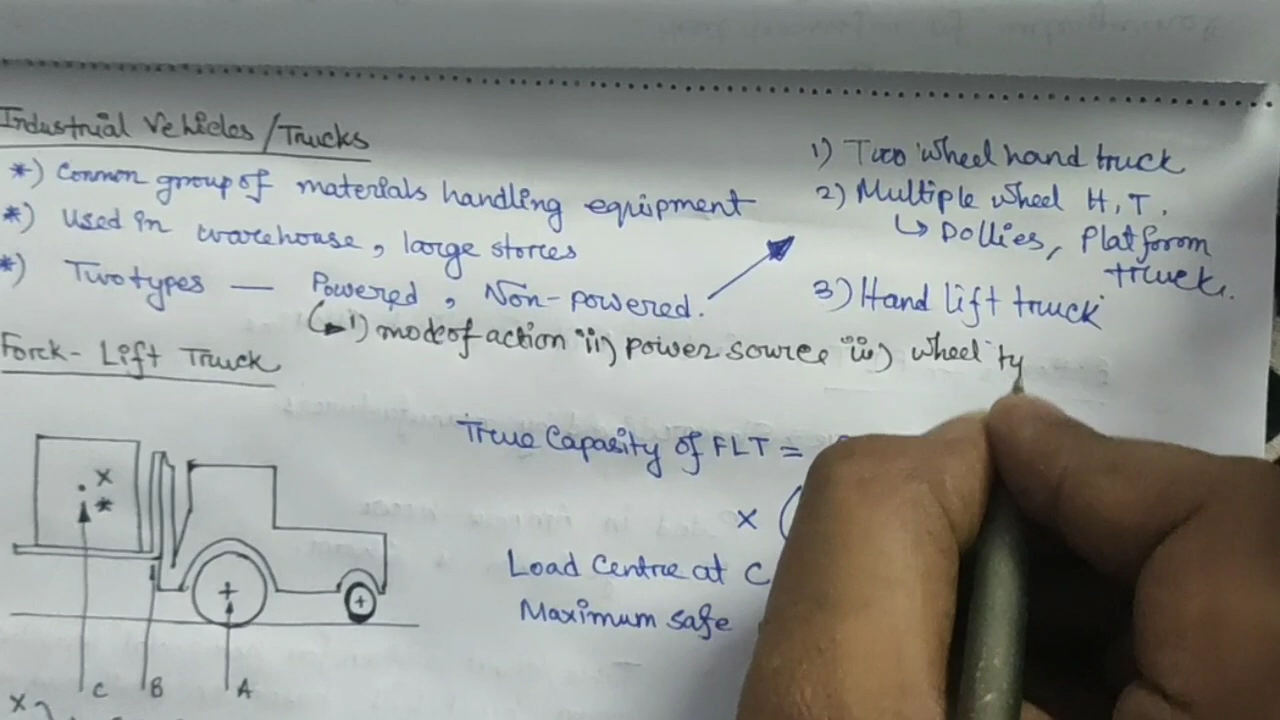 Industrial Vehicles/Trucks
*) Common group of materials handling equipment
*) Used in warehouse, large stores
*) Two types — Powered, Non-powered.
1) Two wheel hand truck
2) Multiple wheel H.T.
↳ Dollies, Platform truck.
3) Hand lift truck
(→ i) mode of action ii) power source iii) wheel ty
Fork-Lift Truck
True Capasity of FLT =
x (
Load Centre at C
Maximum safe
x
*
+
+
C
B
A
x